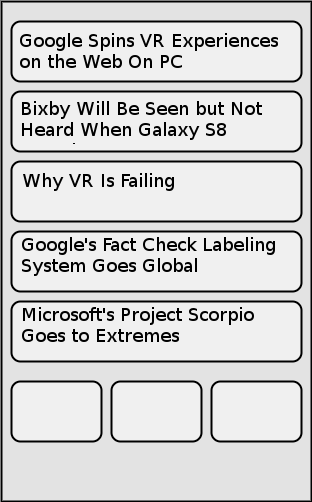 Google Spins VR Experiences
on the Web On PC
Bixby Will Be Seen but Not
Heard When Galaxy S8
Why VR Is Failing
Google's Fact Check Labeling
System Goes Global
Microsoft's Project Scorpio
Goes to Extremes